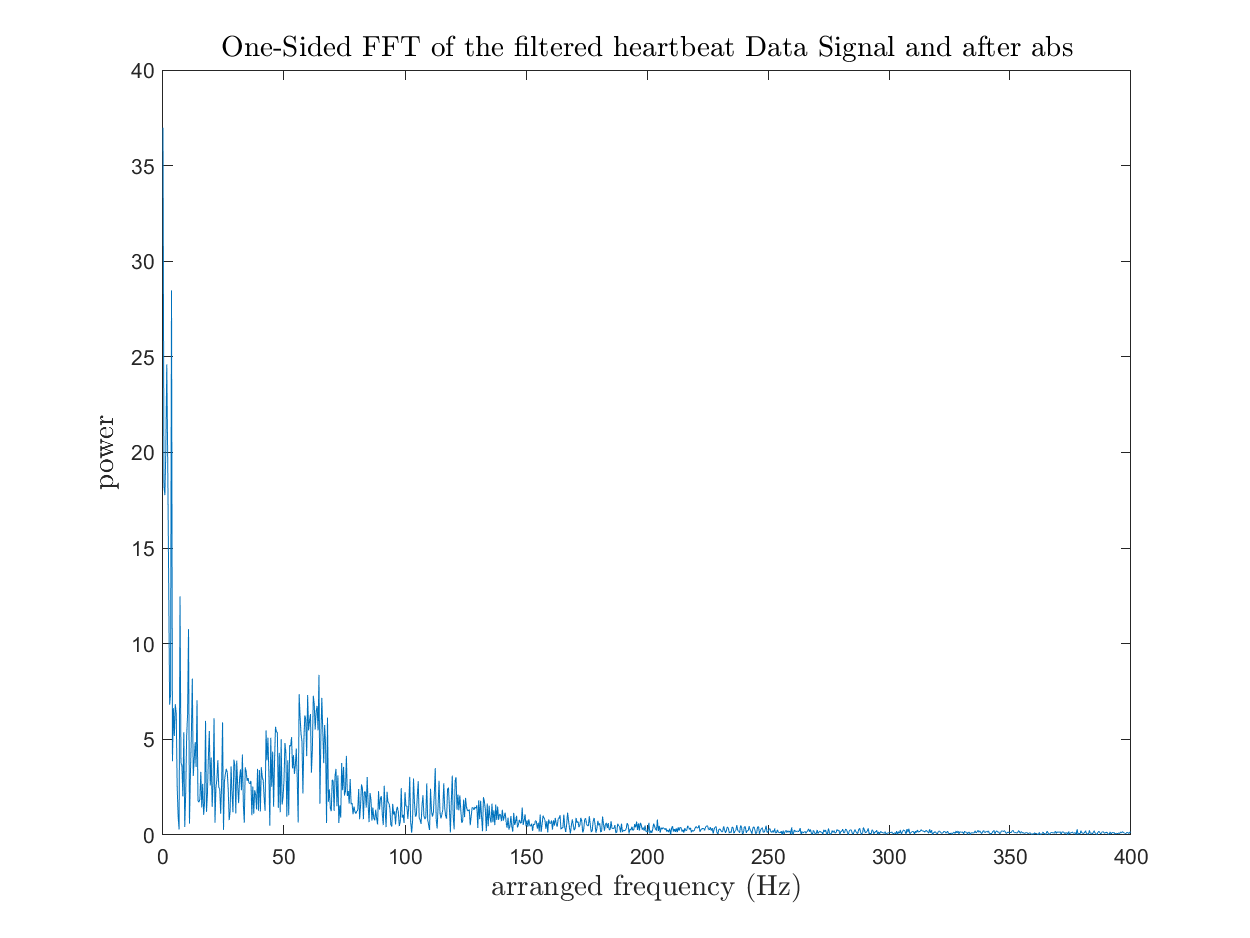 One-Sided FFT of the filtered heartbeat Data Signal and after abs
40
35
30
25
20
15
10
5
0
power
0 50 100 150 200 250 300 350 400
arranged frequency (Hz)